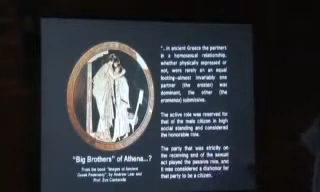 "... in ancient Greece the partners
in a homosexual relationship,
whether physically expressed or
not, were rarely on an equal
footing-almost invariably one
partner (the erastes) was
dominant, the other (the
eromenos) submissive.
The active role was reserved for
that of the male citizen in high
social standing and considered
the honorable role.
The party that was strictly on
the receiving end of the sexual
act played the passive role, and
it was considered a dishonor for
that party to be a citizen.
"Big Brothers" of Athena...?
From the book "Images of Ancient
Greek Pederasty", by Andrew Lear and
Prof. Eva Cantarella